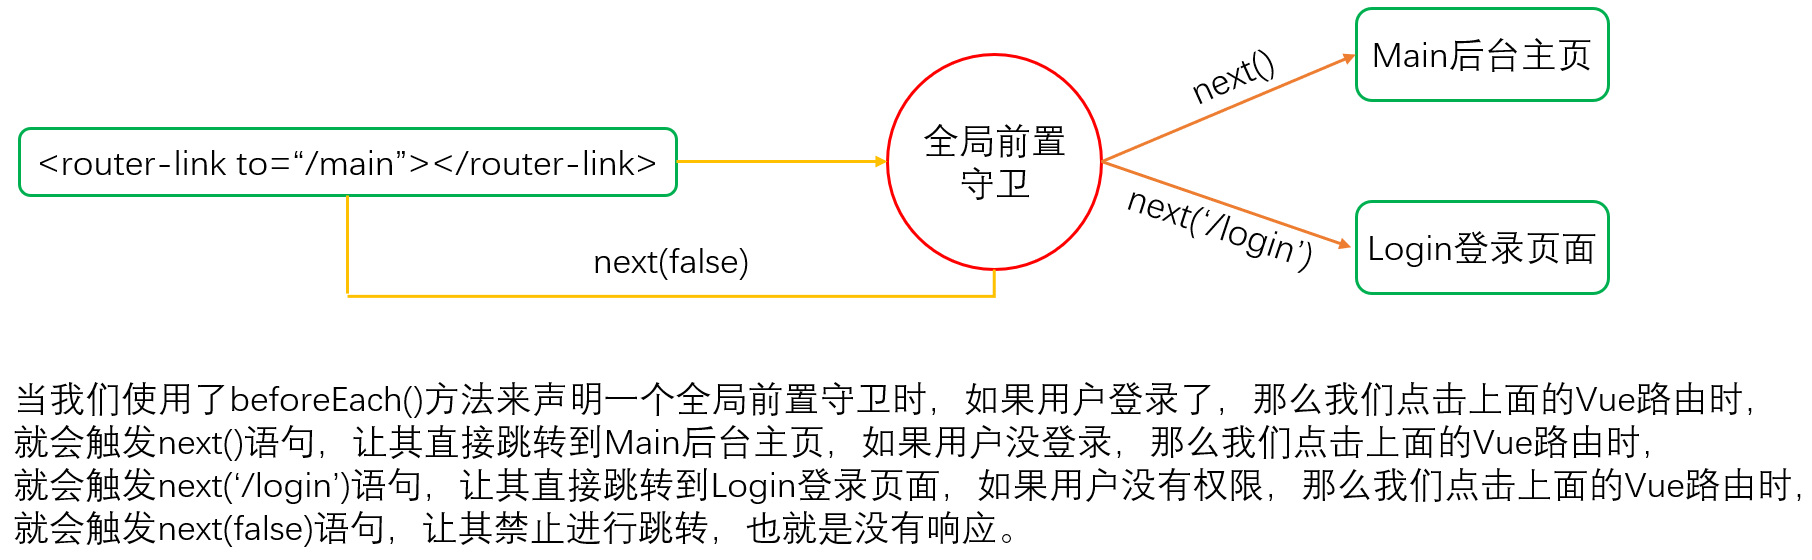 Main后台主页
next()
全局前置
守卫
<router-link to=“/main”></router-link>
next(‘/login’)
Login登录页面
next(false)
当我们使用了beforeEach()方法来声明一个全局前置守卫时，如果用户登录了，那么我们点击上面的Vue路由时，
就会触发next()语句，让其直接跳转到Main后台主页，如果用户没登录，那么我们点击上面的Vue路由时，
就会触发next(‘/login’)语句，让其直接跳转到Login登录页面，如果用户没有权限，那么我们点击上面的Vue路由时，
就会触发next(false)语句，让其禁止进行跳转，也就是没有响应。